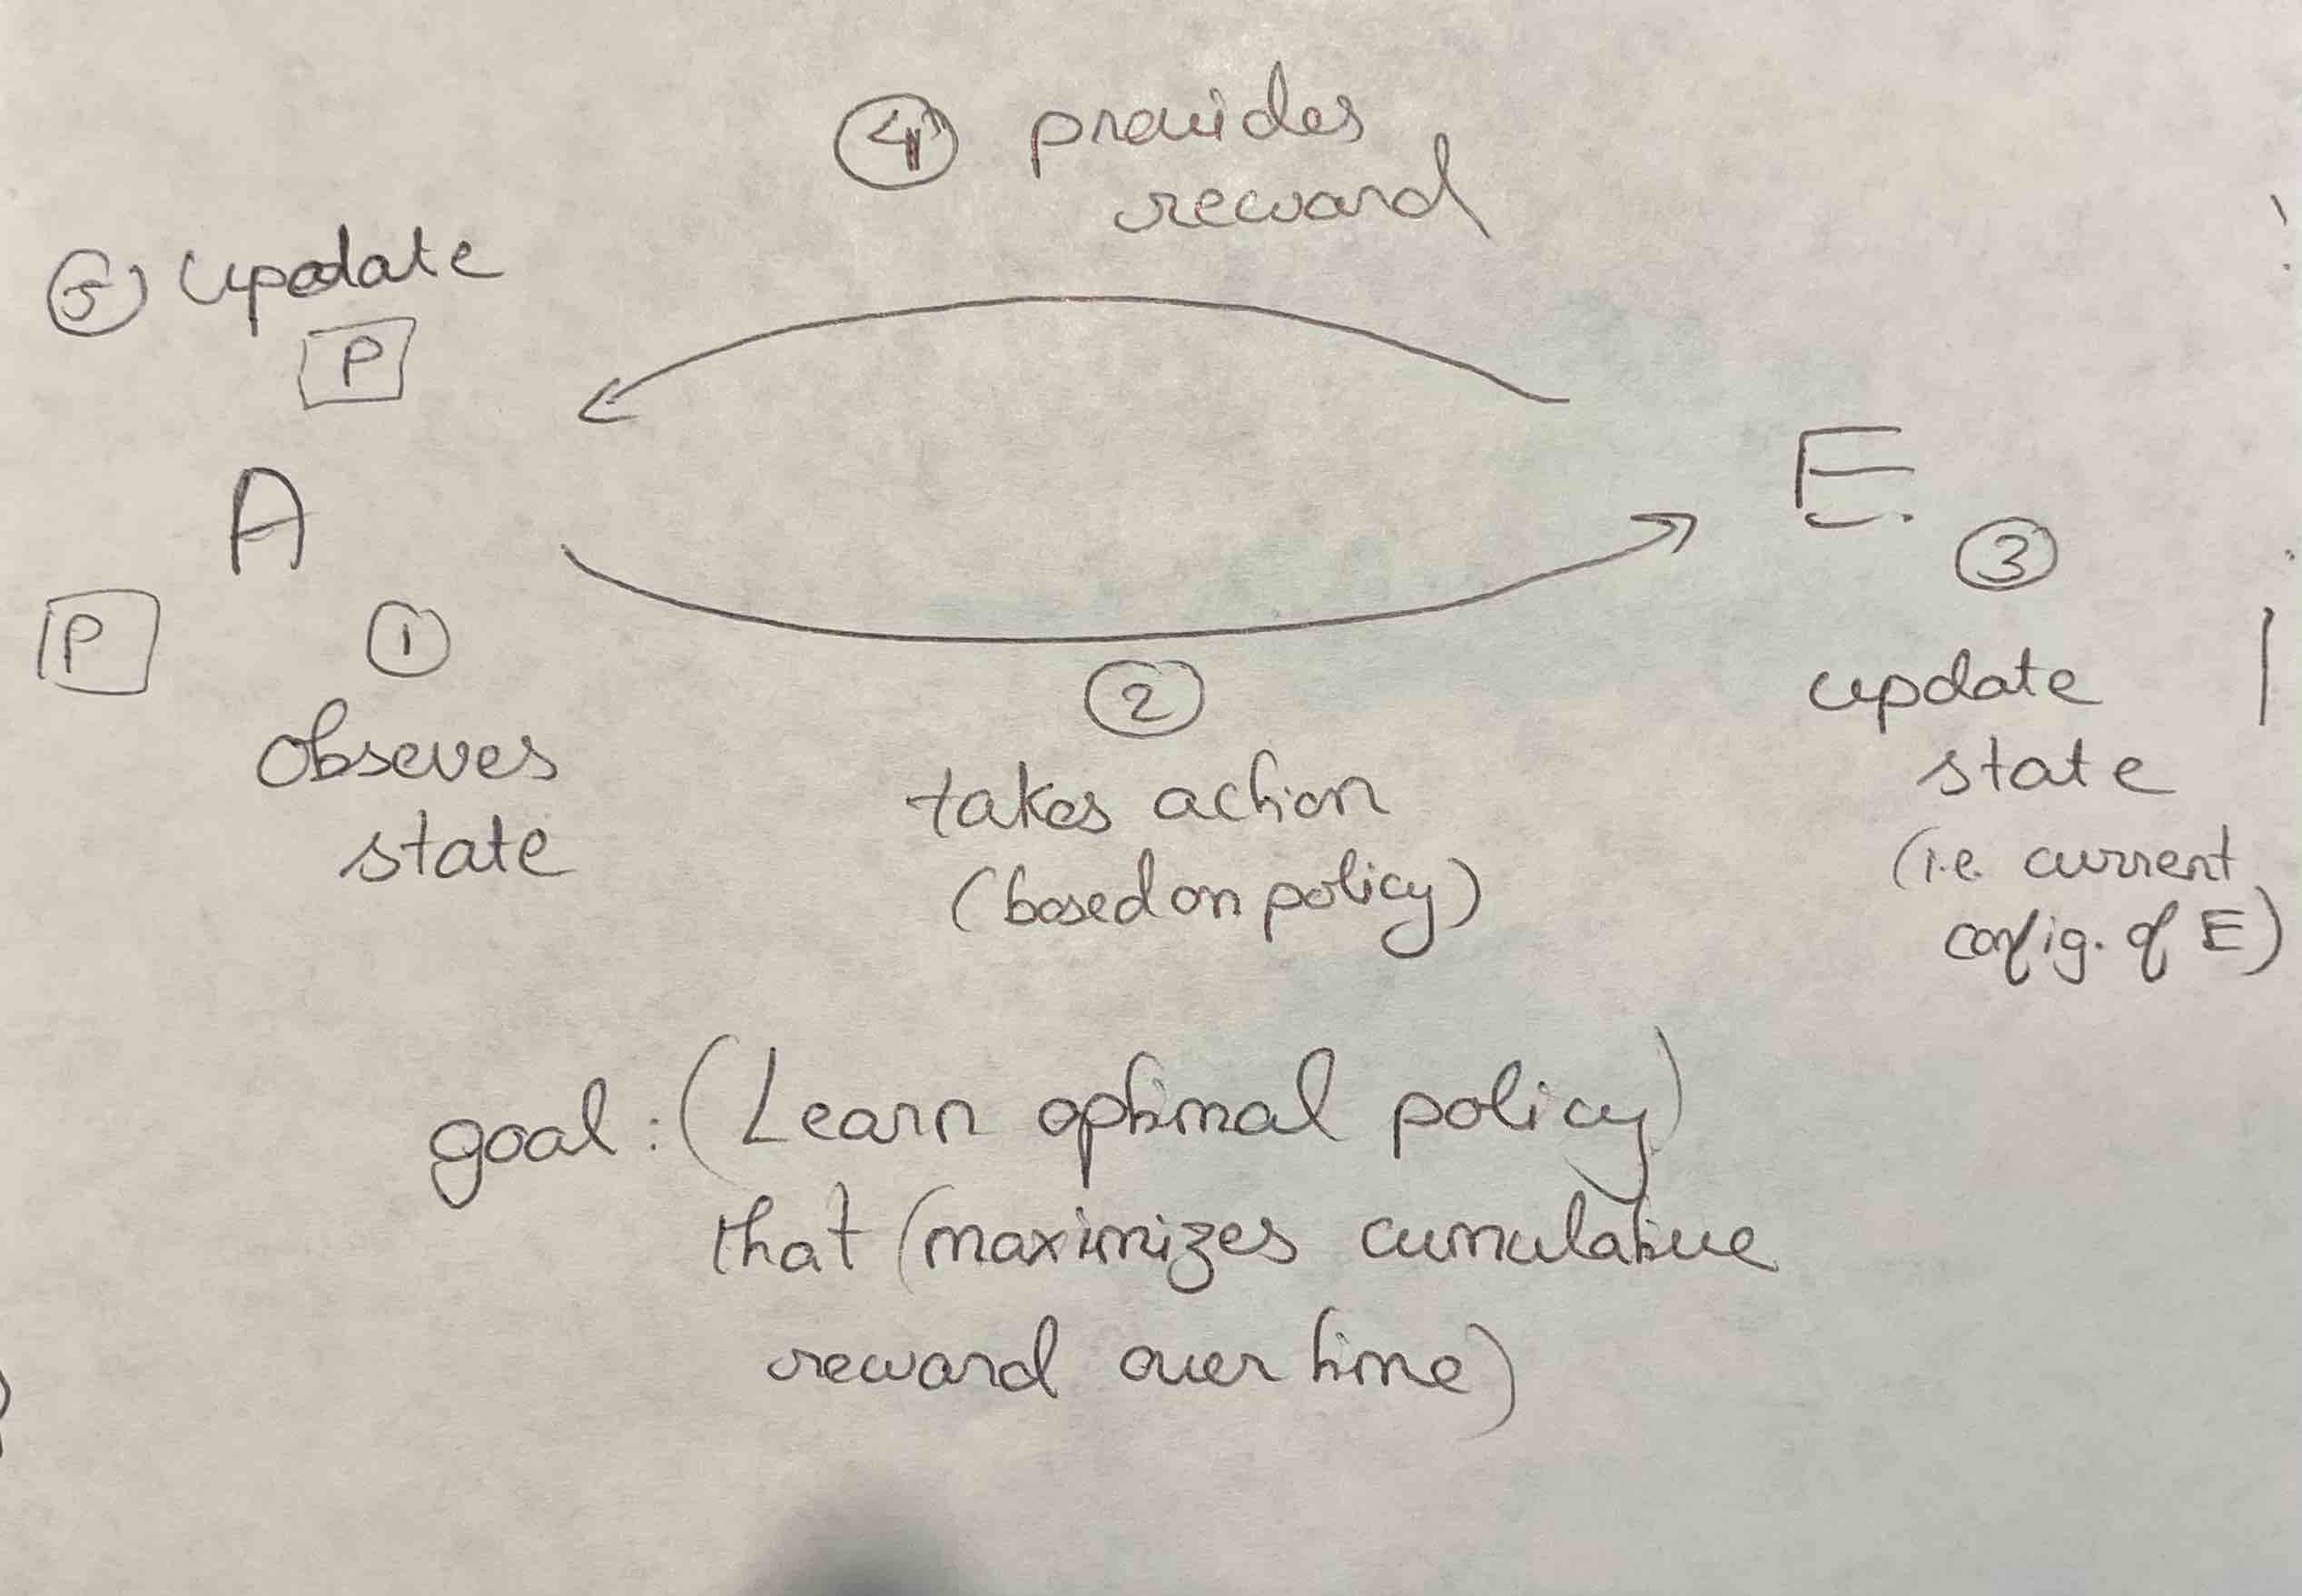 ④ provides
reward
⑤ update
P
A
E
③
P
①
②
Obseves
state
takes action
(based on policy)
update
state
(i.e. current
config. of E)
goal: (Learn optimal policy)
that (maximizes cumulative
reward over time)